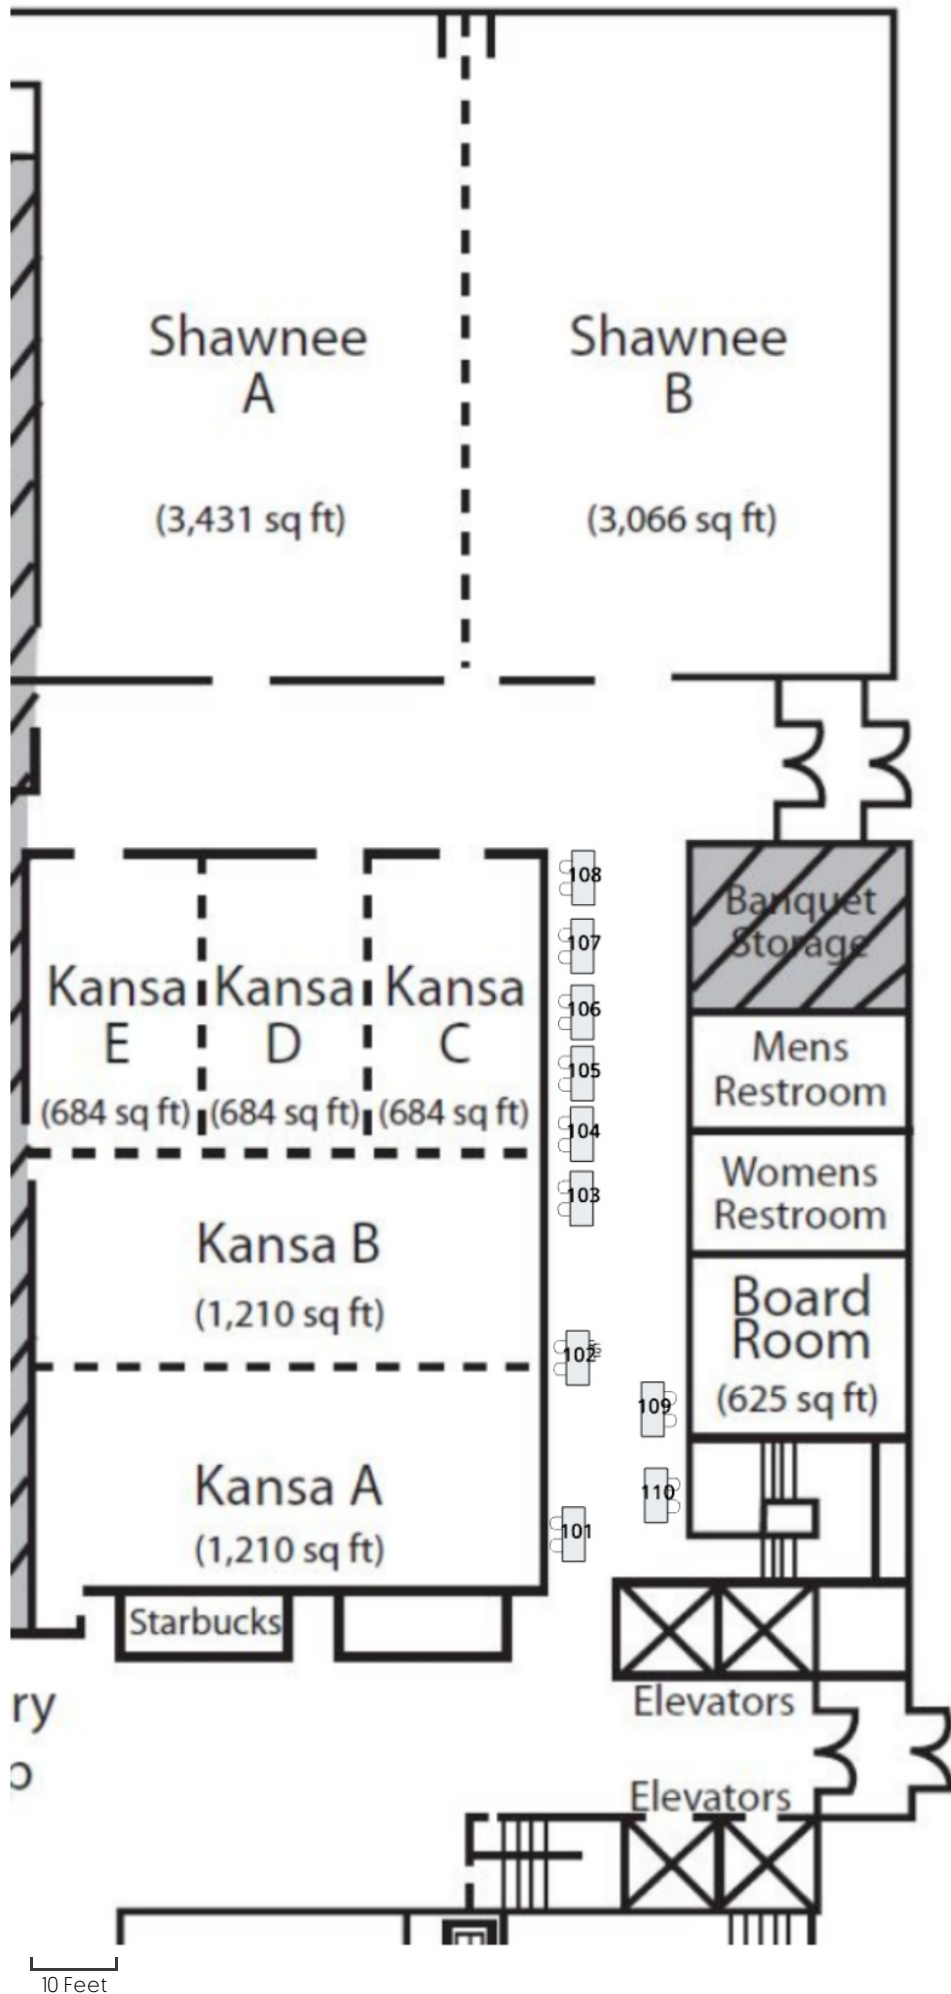 Shawnee
A
(3,431 sq ft)
Shawnee
B
(3,066 sq ft)
108
107
106
105
104
103
102
109
110
101
Banquet
Storage
Mens
Restroom
Womens
Restroom
Board
Room
(625 sq ft)
Kansa
E
(684 sq ft)
Kansa
D
(684 sq ft)
Kansa
C
(684 sq ft)
Kansa B
(1,210 sq ft)
Kansa A
(1,210 sq ft)
Starbucks
ry
p
Elevators
Elevators
10 Feet